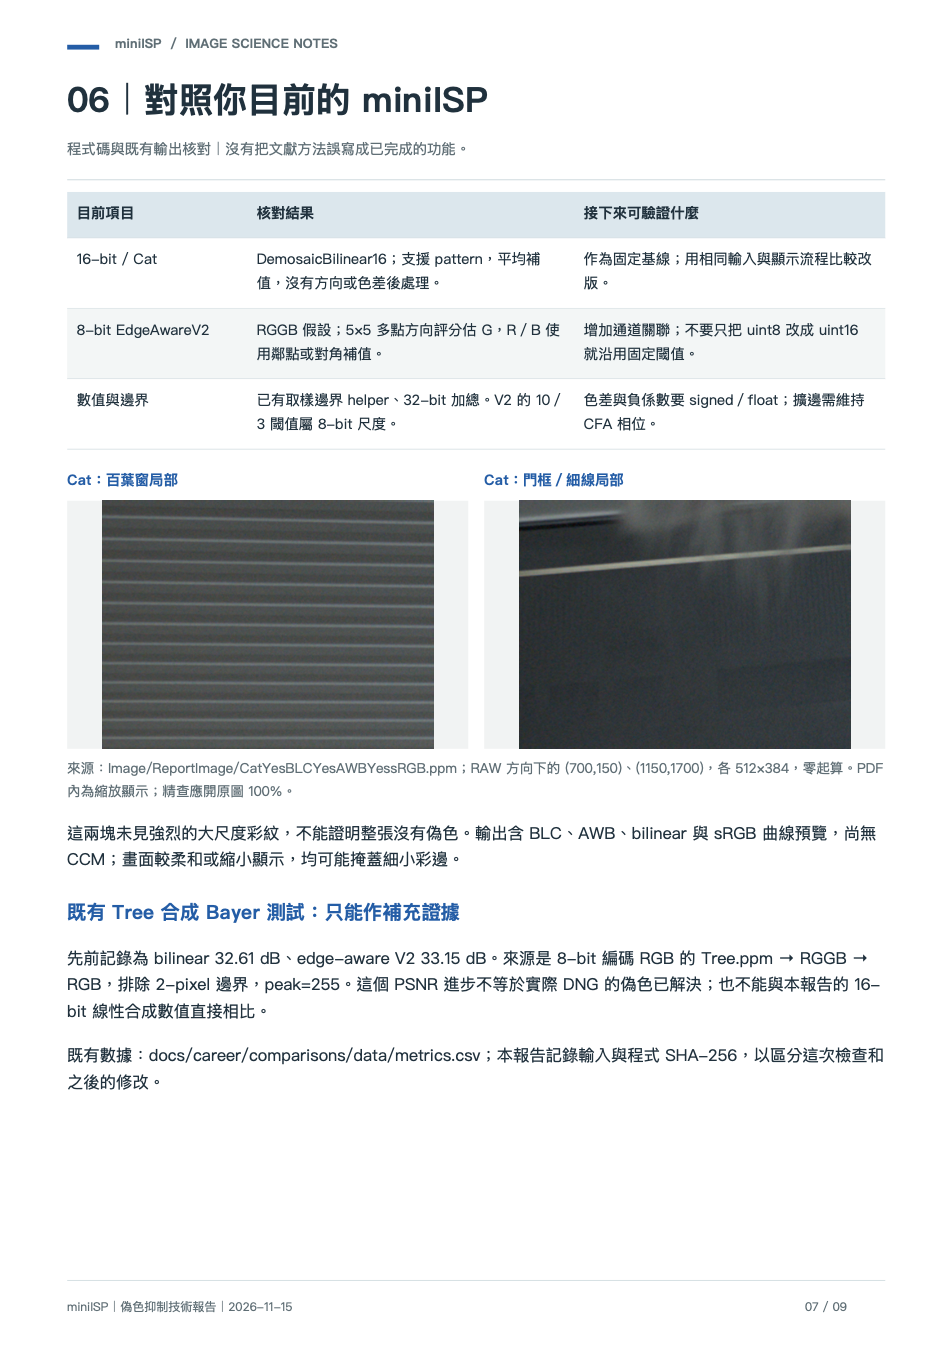 miniISP / IMAGE SCIENCE NOTES
06｜對照你目前的 miniISP
程式碼與既有輸出核對｜沒有把文獻方法誤寫成已完成的功能。
目前項目 核對結果 接下來可驗證什麼
16-bit / Cat
DemosaicBilinear16；支援 pattern，平均補
值，沒有方向或色差後處理。
作為固定基線；用相同輸入與顯示流程比較改
版。
8-bit EdgeAwareV2
RGGB 假設；5×5 多點方向評分估 G，R / B 使
用鄰點或對角補值。
增加通道關聯；不要只把 uint8 改成 uint16
就沿用固定閾值。
數值與邊界
已有取樣邊界 helper、32-bit 加總。V2 的 10 /
3 閾值屬 8-bit 尺度。
色差與負係數要 signed / float；擴邊需維持
CFA 相位。
Cat：百葉窗局部
Cat：門框 / 細線局部
來源：Image/ReportImage/CatYesBLCYesAWBYessRGB.ppm；RAW 方向下的 (700,150)、(1150,1700)，各 512×384，零起算。PDF
內為縮放顯示；精查應開原圖 100%。
這兩塊未見強烈的大尺度彩紋，不能證明整張沒有偽色。輸出含 BLC、AWB、bilinear 與 sRGB 曲線預覽，尚無
CCM；畫面較柔和或縮小顯示，均可能掩蓋細小彩邊。
既有 Tree 合成 Bayer 測試：只能作補充證據
先前記錄為 bilinear 32.61 dB、edge-aware V2 33.15 dB。來源是 8-bit 編碼 RGB 的 Tree.ppm → RGGB →
RGB，排除 2-pixel 邊界，peak=255。這個 PSNR 進步不等於實際 DNG 的偽色已解決；也不能與本報告的 16-
bit 線性合成數值直接相比。
既有數據：docs/career/comparisons/data/metrics.csv；本報告記錄輸入與程式 SHA-256，以區分這次檢查和
之後的修改。
miniISP｜偽色抑制技術報告｜2026-11-15
07 / 09